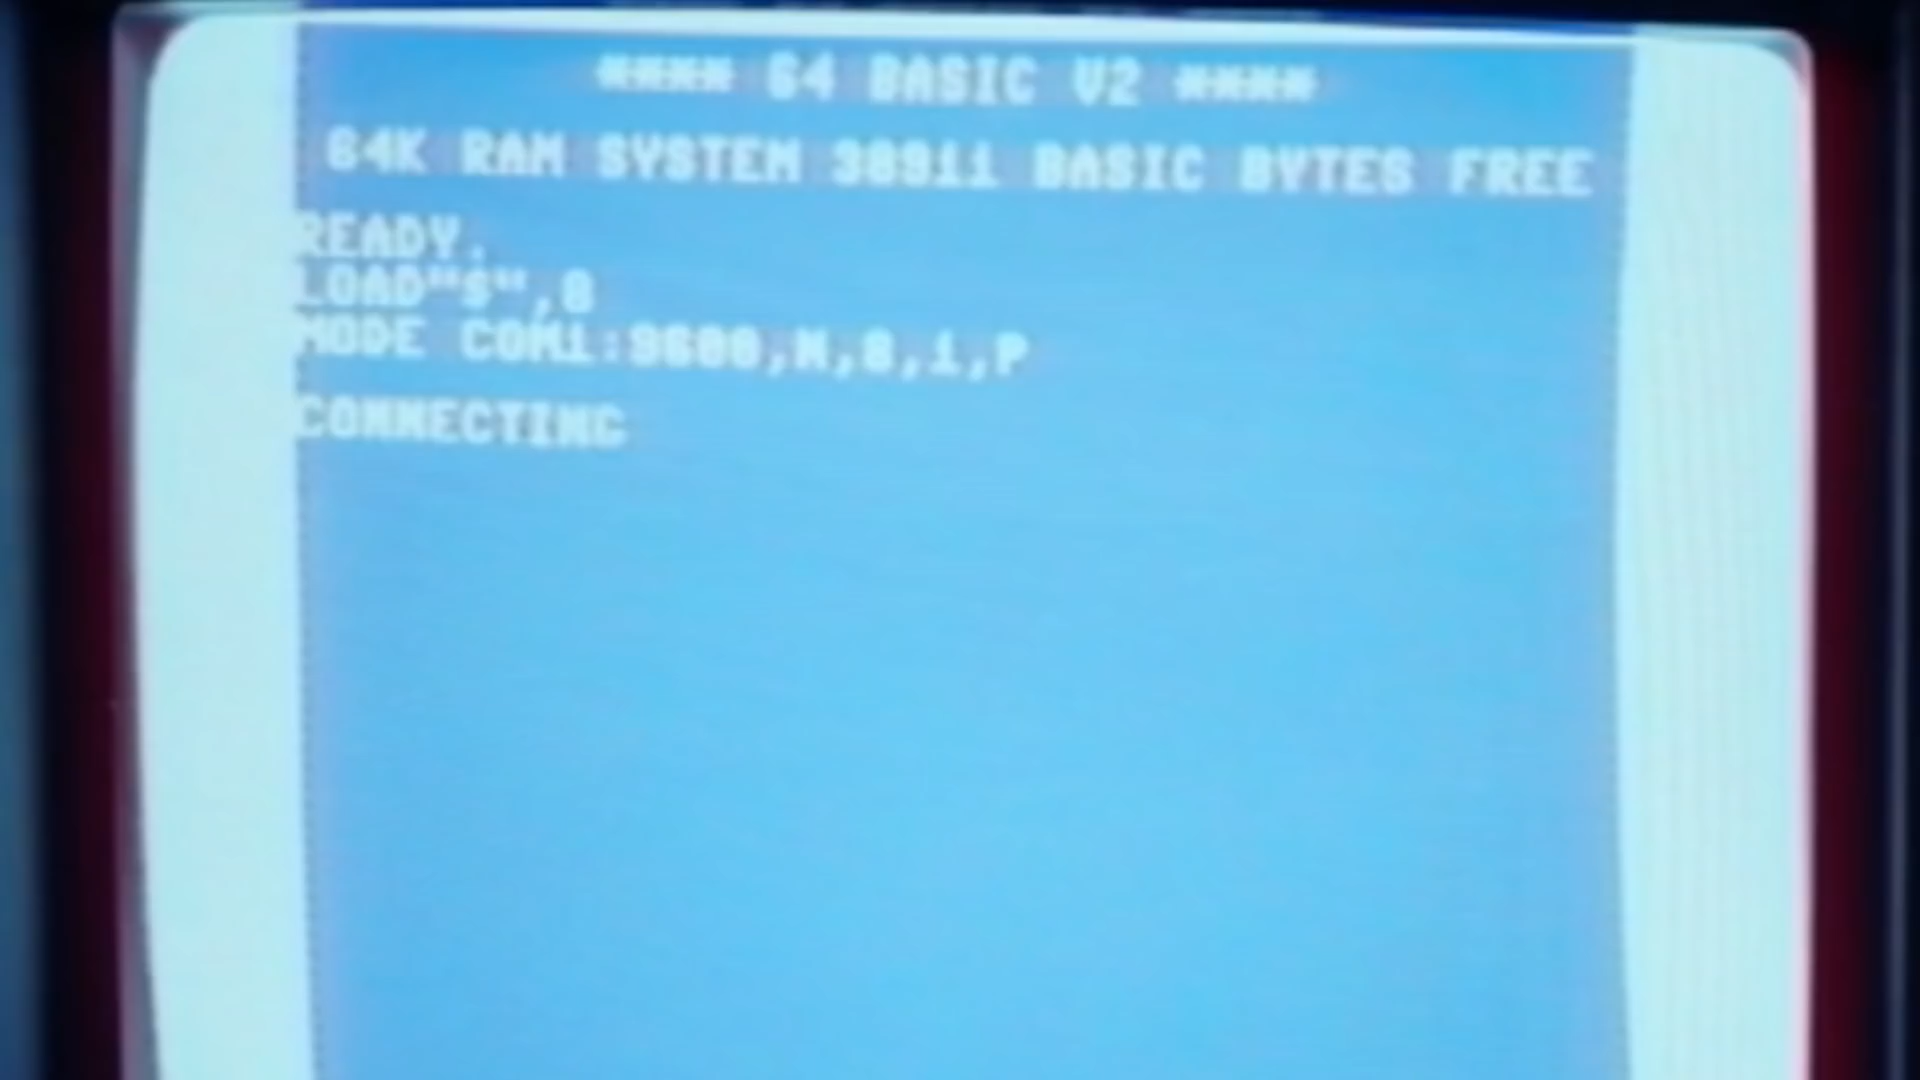 **** 64 BASIC V2 ****
64K RAM SYSTEM 38911 BASIC BYTES FREE
READY.
LOAD"$",8
MODE COM1:9600,N,8,1,P
CONNECTING